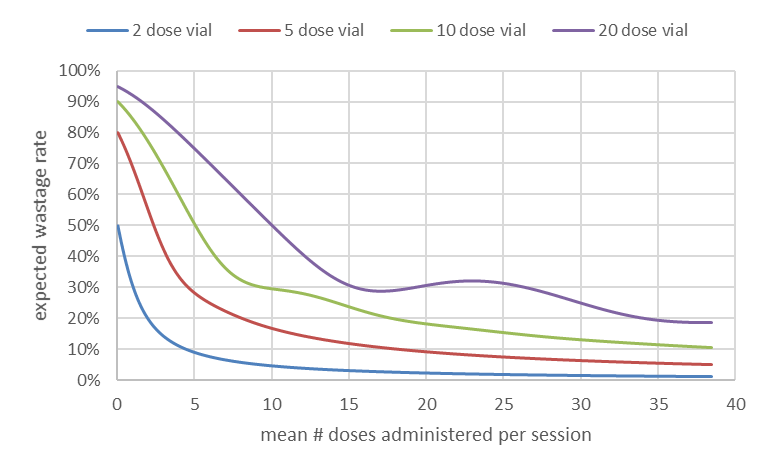 2 dose vial 5 dose vial 10 dose vial 20 dose vial
100%
90%
80%
70%
60%
50%
40%
30%
20%
10%
0%
expected wastage rate
0 5 10 15 20 25 30 35 40
mean # doses administered per session